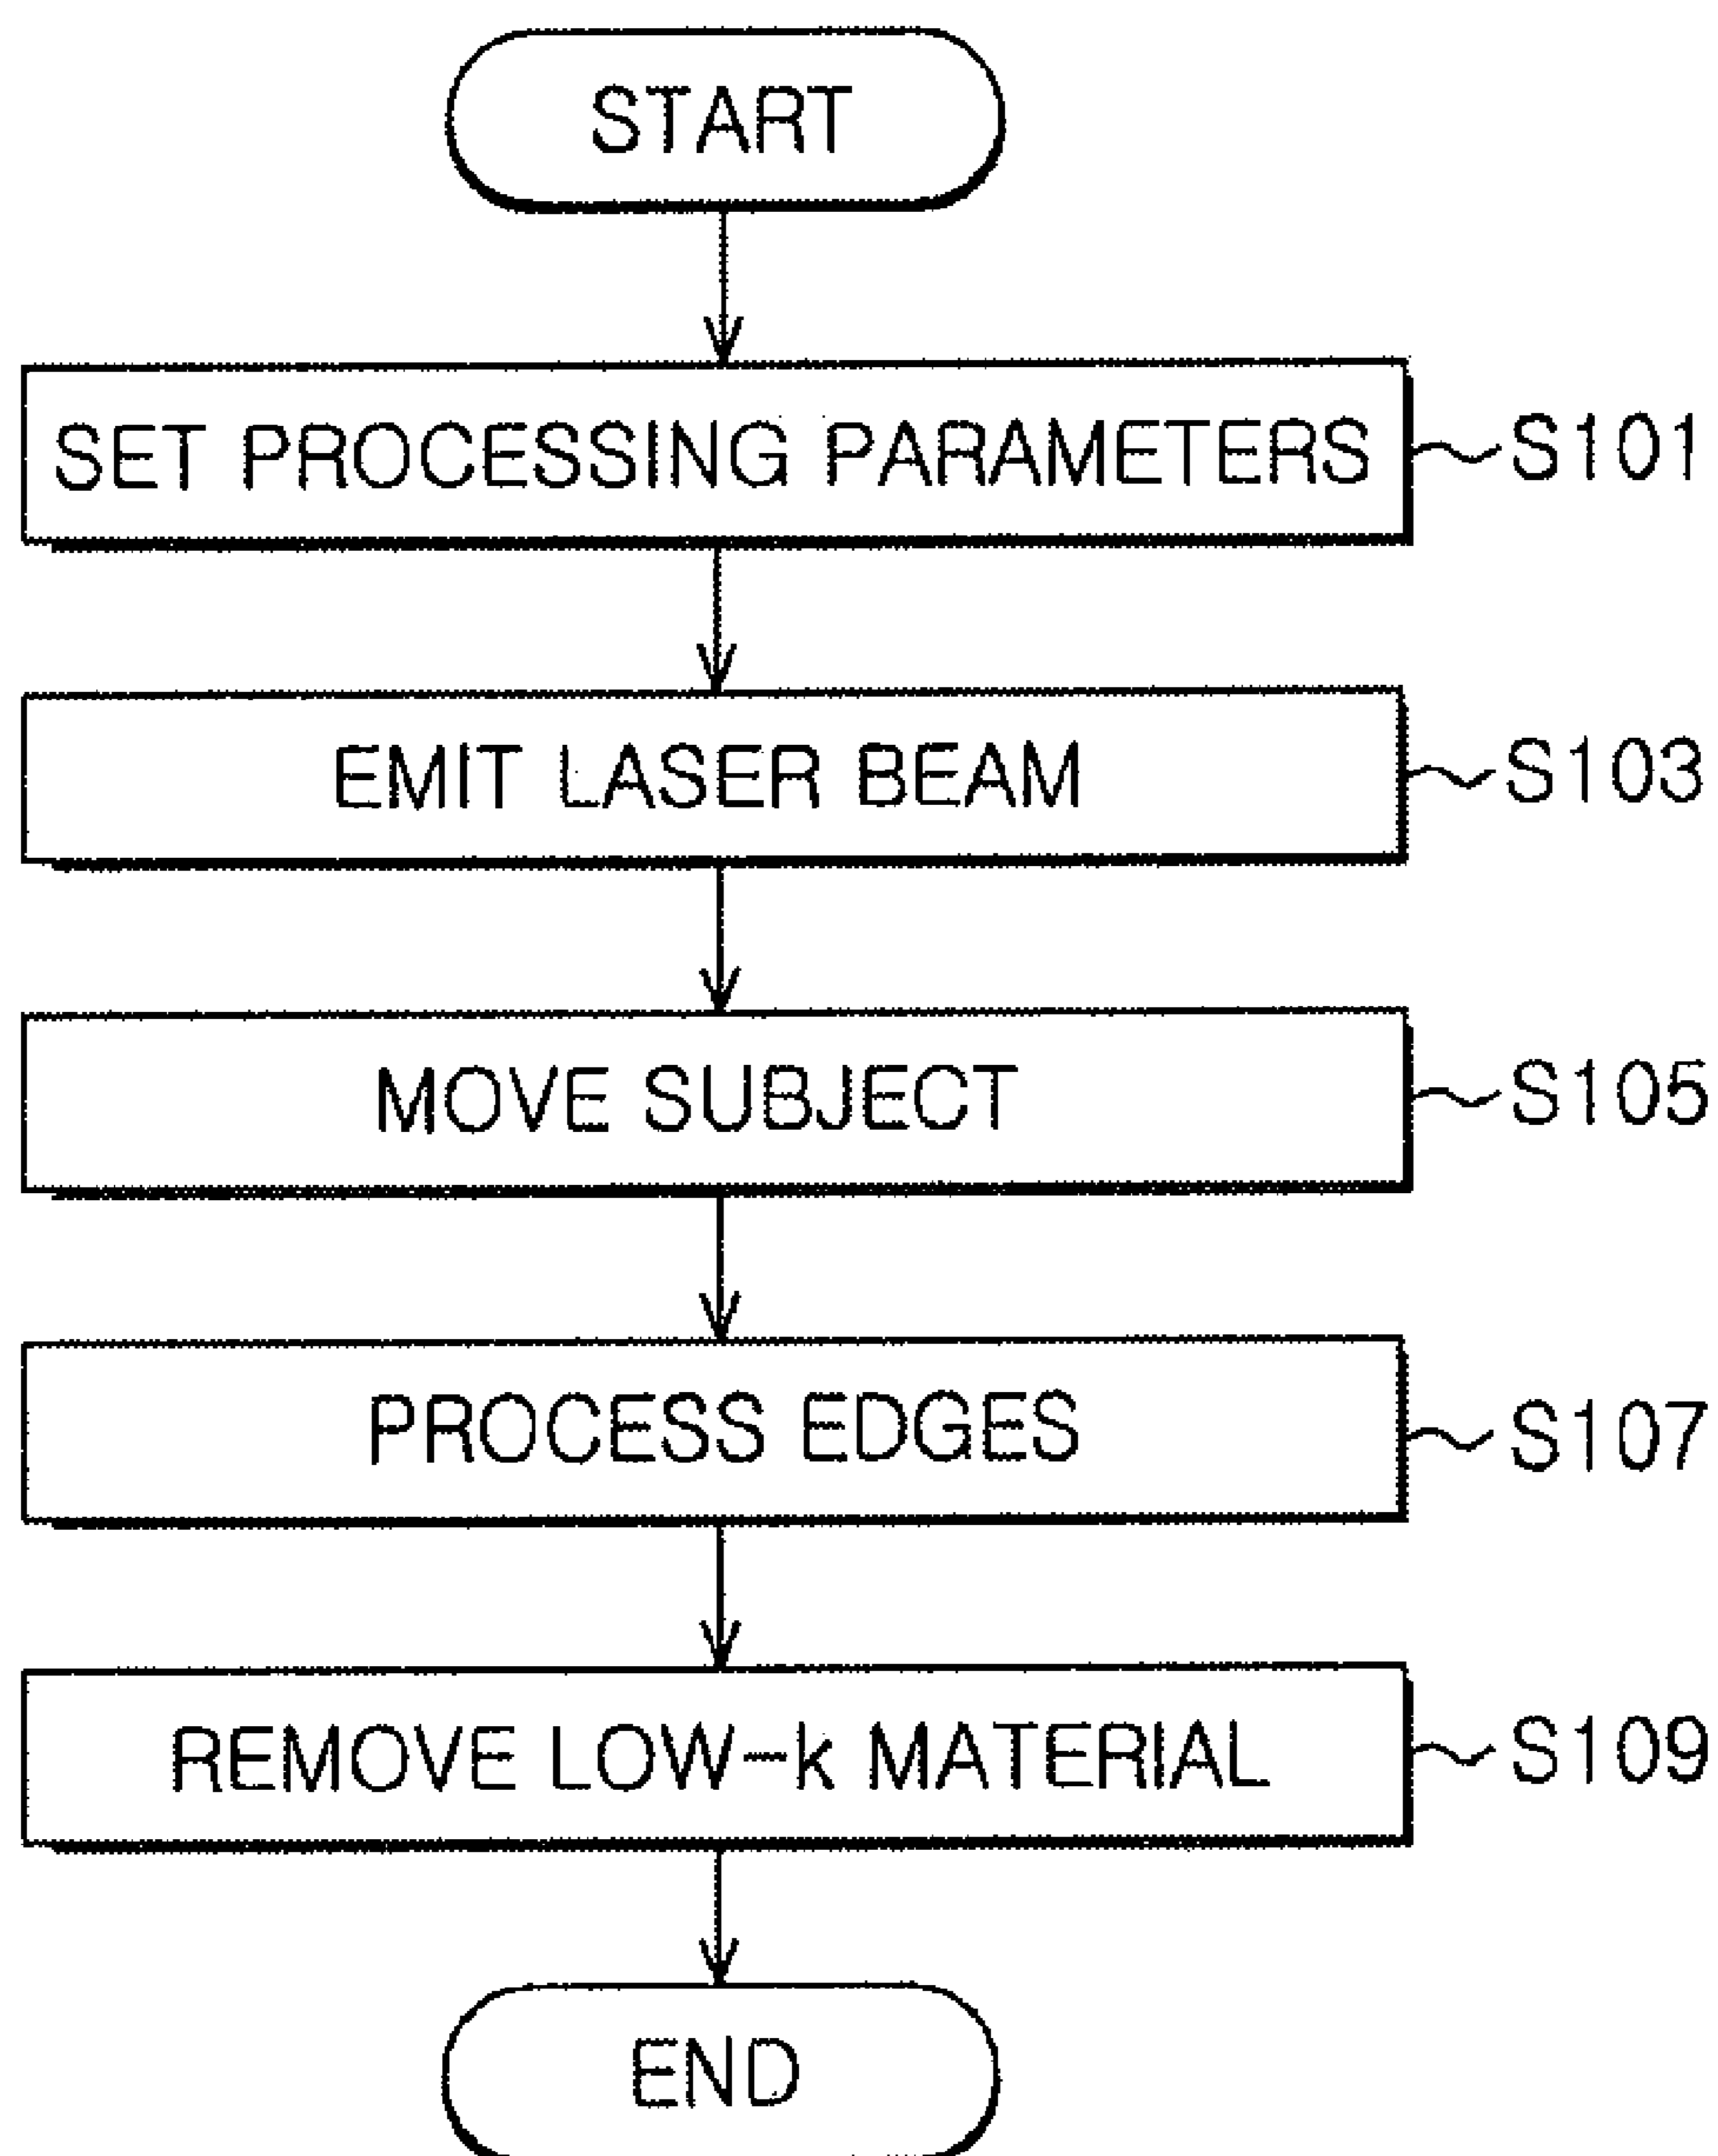 START
SET PROCESSING PARAMETERS S101
EMIT LASER BEAM S103
MOVE SUBJECT S105
PROCESS EDGES S107
REMOVE LOW-k MATERIAL S109
END